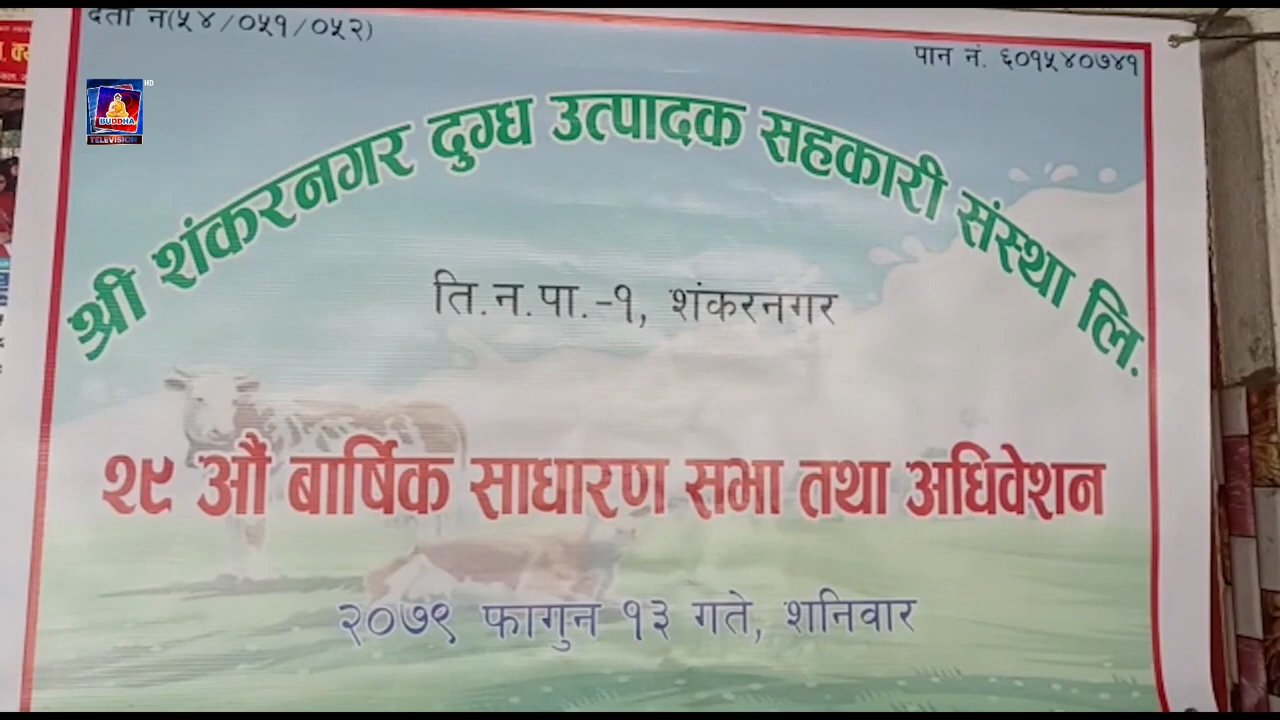 दर्ता नं(५४/०५१/०५२)
पान नं. ६०१५४०७४१
HD
BUDDHA
TELEVISION
श्री शंकरनगर दुग्ध उत्पादक सहकारी संस्था लि.
ति.न.पा.-१, शंकरनगर
२९ औं बार्षिक साधारण सभा तथा अधिवेशन
२०७९ फागुन १३ गते, शनिवार